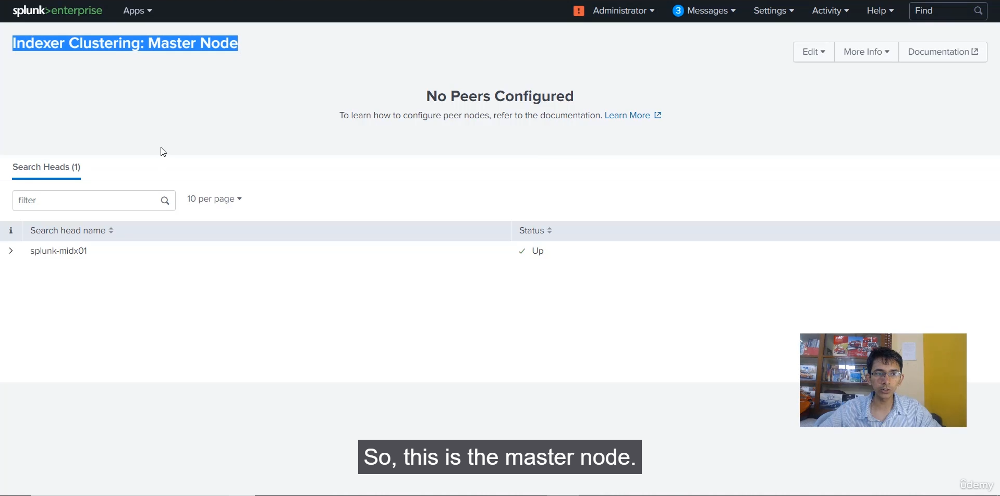 splunk>enterprise Apps Administrator 3 Messages Settings Activity Help Find
Indexer Clustering: Master Node
Edit More Info Documentation
No Peers Configured
To learn how to configure peer nodes, refer to the documentation. Learn More
Search Heads (1)
filter 10 per page
i Search head name Status
splunk-midx01 Up
So, this is the master node.
ûdemy